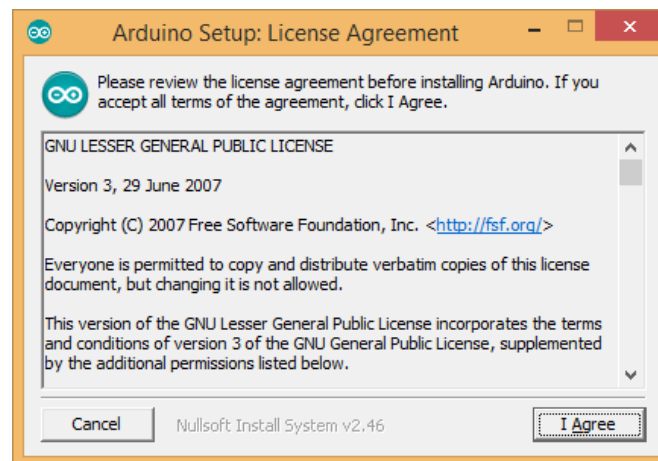 Arduino Setup: License Agreement
Please review the license agreement before installing Arduino. If you
accept all terms of the agreement, click I Agree.
GNU LESSER GENERAL PUBLIC LICENSE
Version 3, 29 June 2007
Copyright (C) 2007 Free Software Foundation, Inc. <http://fsf.org/>
Everyone is permitted to copy and distribute verbatim copies of this license
document, but changing it is not allowed.
This version of the GNU Lesser General Public License incorporates the terms
and conditions of version 3 of the GNU General Public License, supplemented
by the additional permissions listed below.
Cancel Nullsoft Install System v2.46 I Agree